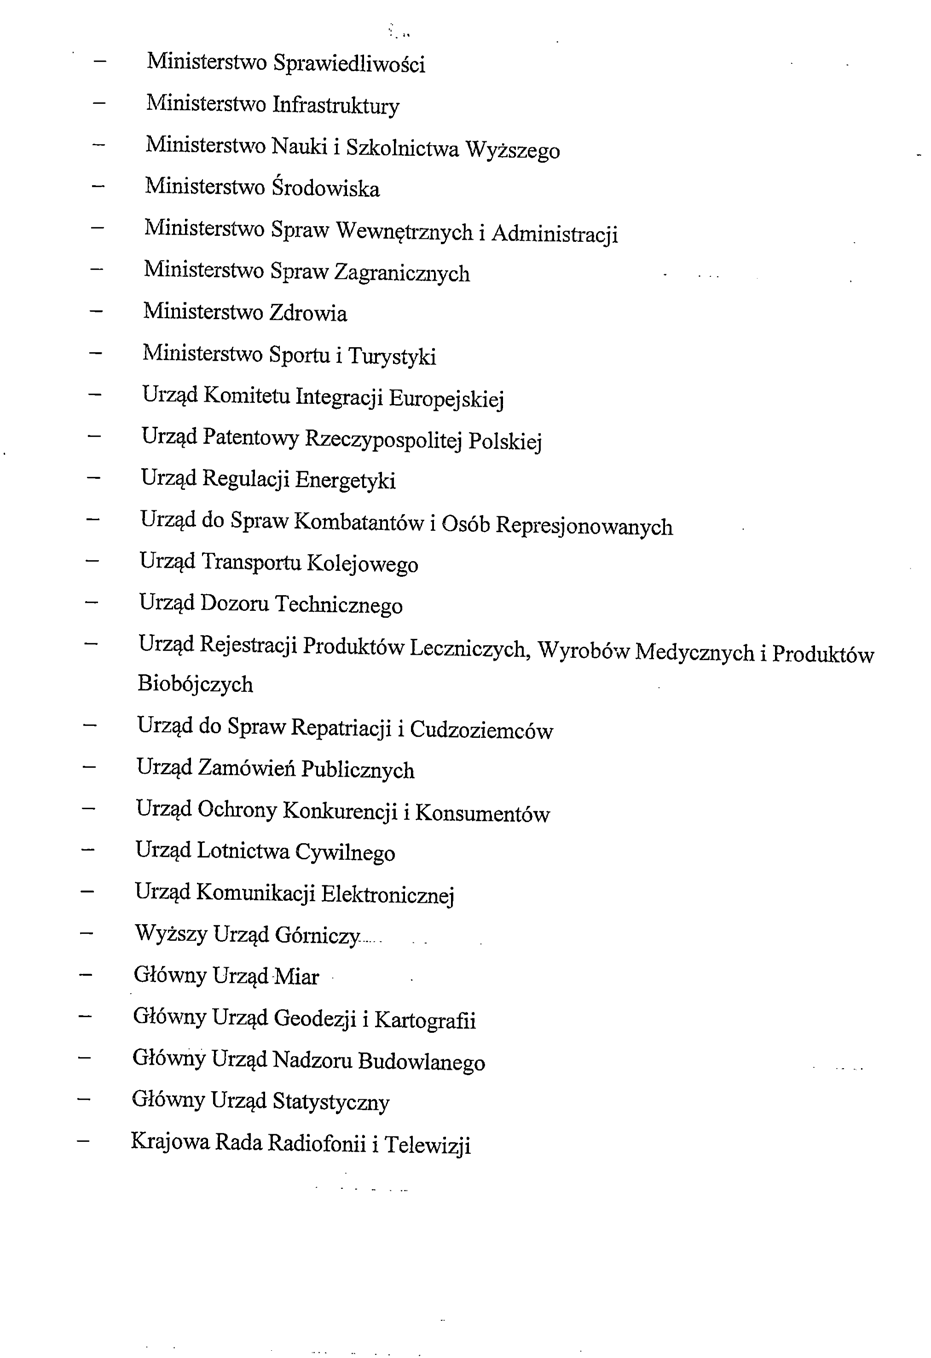 – Ministerstwo Sprawiedliwości
– Ministerstwo Infrastruktury
– Ministerstwo Nauki i Szkolnictwa Wyższego
– Ministerstwo Środowiska
– Ministerstwo Spraw Wewnętrznych i Administracji
– Ministerstwo Spraw Zagranicznych
– Ministerstwo Zdrowia
– Ministerstwo Sportu i Turystyki
– Urząd Komitetu Integracji Europejskiej
– Urząd Patentowy Rzeczypospolitej Polskiej
– Urząd Regulacji Energetyki
– Urząd do Spraw Kombatantów i Osób Represjonowanych
– Urząd Transportu Kolejowego
– Urząd Dozoru Technicznego
– Urząd Rejestracji Produktów Leczniczych, Wyrobów Medycznych i Produktów
Biobójczych
– Urząd do Spraw Repatriacji i Cudzoziemców
– Urząd Zamówień Publicznych
– Urząd Ochrony Konkurencji i Konsumentów
– Urząd Lotnictwa Cywilnego
– Urząd Komunikacji Elektronicznej
– Wyższy Urząd Górniczy
– Główny Urząd Miar
– Główny Urząd Geodezji i Kartografii
– Główny Urząd Nadzoru Budowlanego
– Główny Urząd Statystyczny
– Krajowa Rada Radiofonii i Telewizji